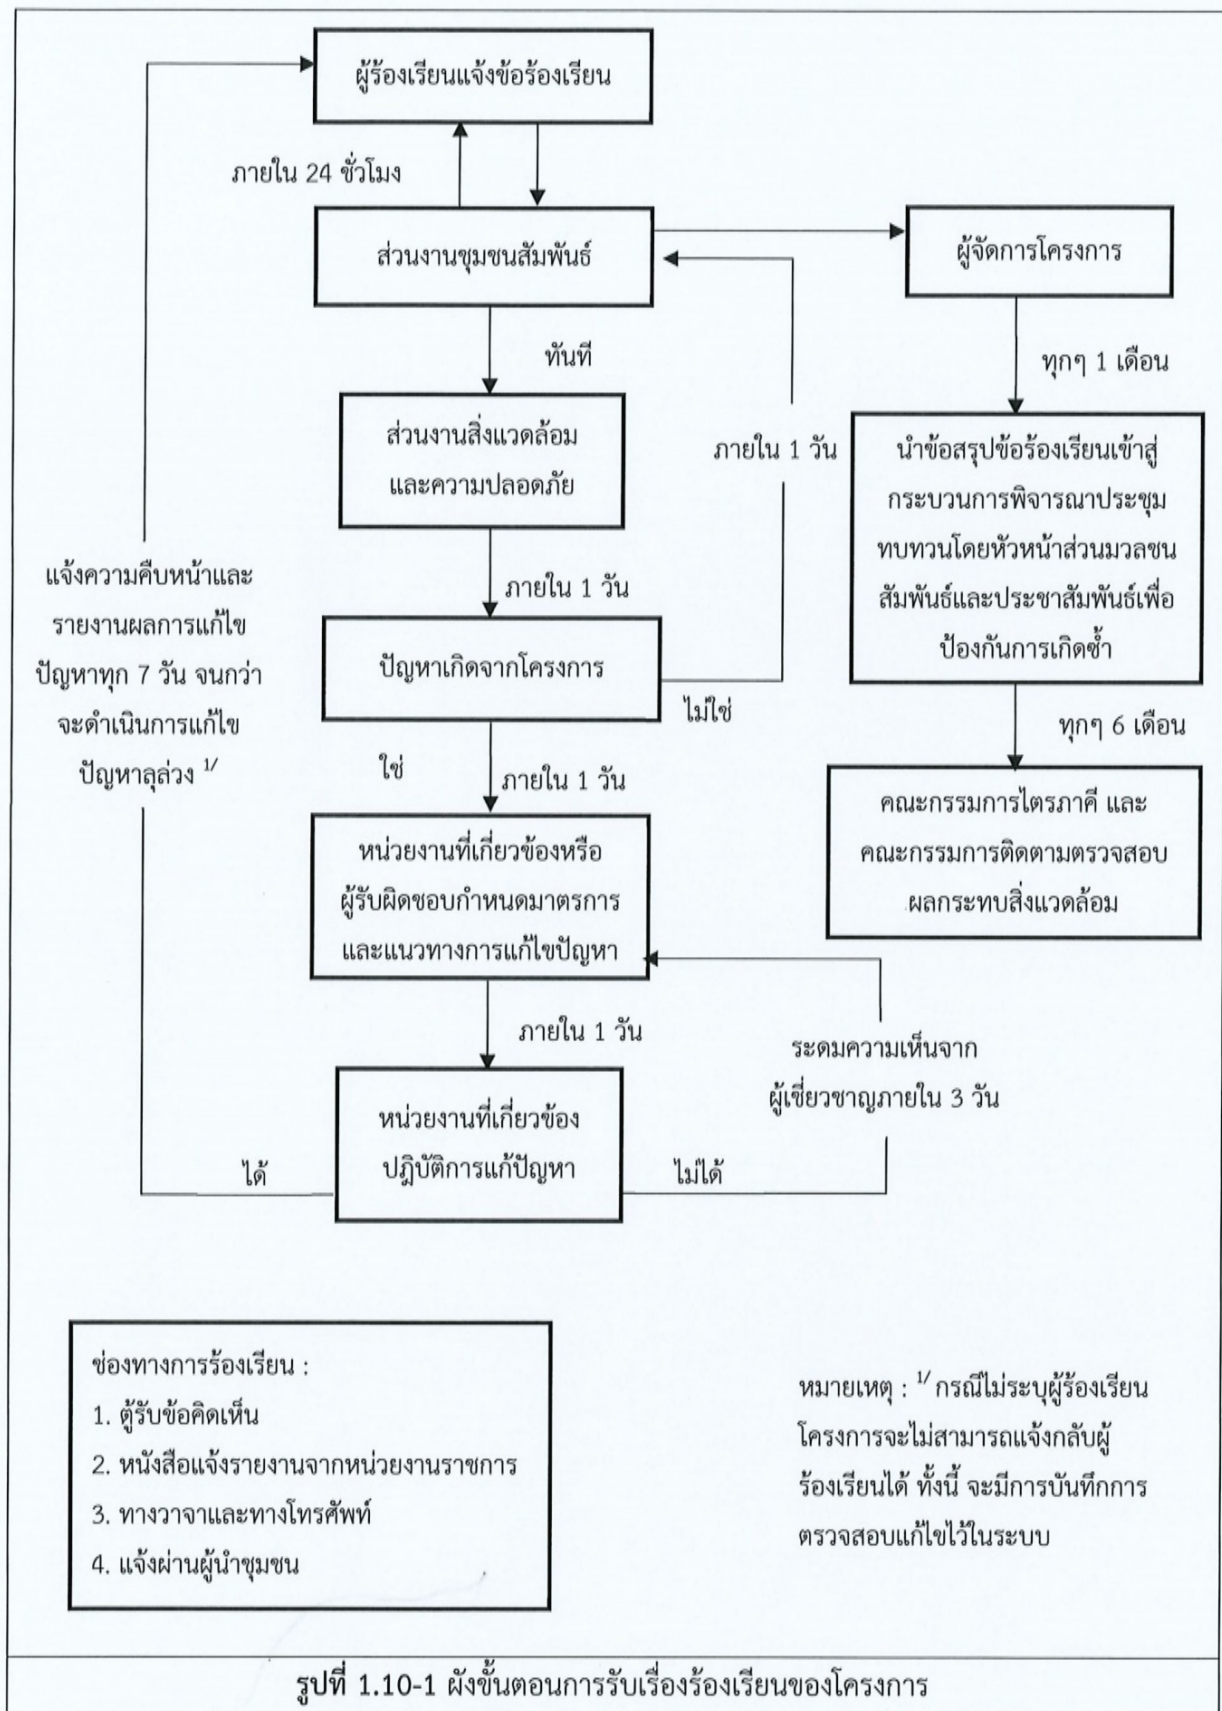 ผู้ร้องเรียนแจ้งข้อร้องเรียน
ภายใน 24 ชั่วโมง
ส่วนงานชุมชนสัมพันธ์
ผู้จัดการโครงการ
ทันที
ทุกๆ 1 เดือน
ส่วนงานสิ่งแวดล้อม
และความปลอดภัย
ภายใน 1 วัน
นำข้อสรุปข้อร้องเรียนเข้าสู่
กระบวนการพิจารณาประชุม
ทบทวนโดยหัวหน้าส่วนมวลชน
สัมพันธ์และประชาสัมพันธ์เพื่อ
ป้องกันการเกิดซ้ำ
แจ้งความคืบหน้าและ
รายงานผลการแก้ไข
ปัญหาทุก 7 วัน จนกว่า
จะดำเนินการแก้ไข
ปัญหาลุล่วง 1/
ภายใน 1 วัน
ปัญหาเกิดจากโครงการ
ไม่ใช่
ทุกๆ 6 เดือน
ใช่
ภายใน 1 วัน
คณะกรรมการไตรภาคี และ
คณะกรรมการติดตามตรวจสอบ
ผลกระทบสิ่งแวดล้อม
หน่วยงานที่เกี่ยวข้องหรือ
ผู้รับผิดชอบกำหนดมาตรการ
และแนวทางการแก้ไขปัญหา
ภายใน 1 วัน
ระดมความเห็นจาก
ผู้เชี่ยวชาญภายใน 3 วัน
หน่วยงานที่เกี่ยวข้อง
ปฏิบัติการแก้ปัญหา
ได้
ไม่ได้
ช่องทางการร้องเรียน :
1. ตู้รับข้อคิดเห็น
2. หนังสือแจ้งรายงานจากหน่วยงานราชการ
3. ทางวาจาและทางโทรศัพท์
4. แจ้งผ่านผู้นำชุมชน
หมายเหตุ : 1/ กรณีไม่ระบุผู้ร้องเรียน
โครงการจะไม่สามารถแจ้งกลับผู้
ร้องเรียนได้ ทั้งนี้ จะมีการบันทึกการ
ตรวจสอบแก้ไขไว้ในระบบ
รูปที่ 1.10-1 ผังขั้นตอนการรับเรื่องร้องเรียนของโครงการ